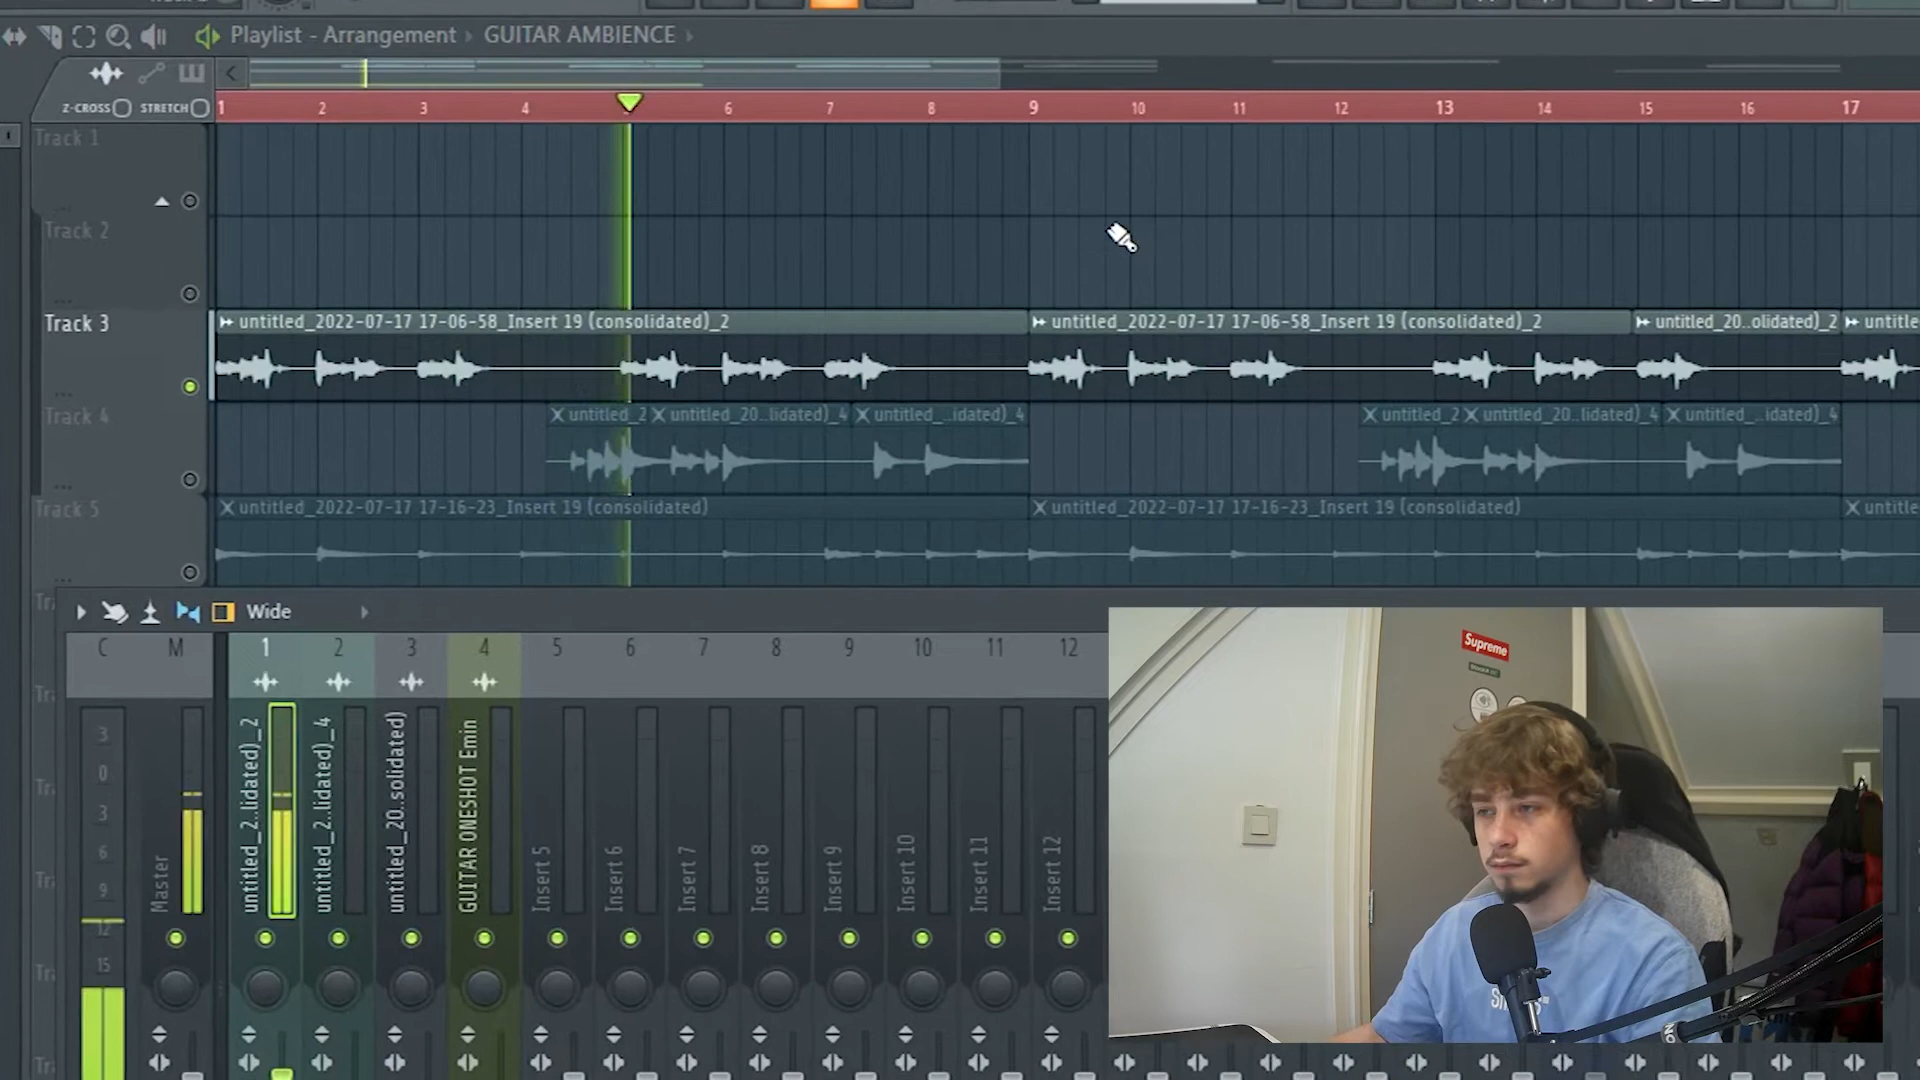 Playlist - Arrangement › GUITAR AMBIENCE ›
Z-CROSS STRETCH
1 2 3 4 6 7 8 9 10 11 12 13 14 15 16 17
Track 1
Track 2
Track 3
untitled_2022-07-17 17-06-58_Insert 19 (consolidated)_2
untitled_2022-07-17 17-06-58_Insert 19 (consolidated)_2
untitled_20..olidated)_2
untitle
Track 4
untitled_2
untitled_20..lidated)_4
untitled_..idated)_4
untitled_2
untitled_20..lidated)_4
untitled_..idated)_4
Track 5
untitled_2022-07-17 17-16-23_Insert 19 (consolidated)
untitled_2022-07-17 17-16-23_Insert 19 (consolidated)
untitle
Wide
C M 1 2 3 4 5 6 7 8 9 10 11 12
3
0
3
6
9
12
15
Master
untitled_2..lidated)_2
untitled_2..lidated)_4
untitled_20..solidated)
GUITAR ONESHOT Emin
Insert 5
Insert 6
Insert 7
Insert 8
Insert 9
Insert 10
Insert 11
Insert 12
Supreme